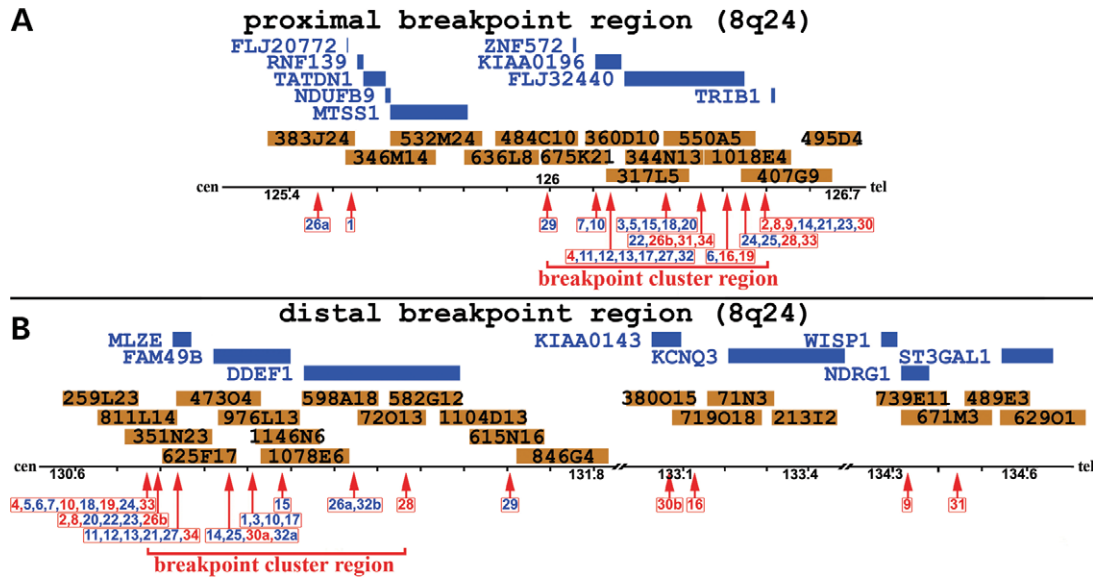 A
proximal breakpoint region (8q24)
FLJ20772 ZNF572
RNF139 KIAA0196
TATDN1 FLJ32440
NDUFB9 TRIB1
MTSS1
383J24 532M24 484C10 360D10 550A5 495D4
346M14 636L8 675K21 344N13 1018E4
317L5 407G9
cen 125.4 126 126.7 tel
26a 1 29 7,10 3,5,15,18,20 2,8,9,14,21,23,30
22,26b,31,34 24,25,28,33
4,11,12,13,17,27,32 6,16,19
breakpoint cluster region
B
distal breakpoint region (8q24)
MLZE KIAA0143 WISP1
FAM49B KCNQ3 ST3GAL1
DDEF1 NDRG1
259L23 473O4 598A18 582G12 380O15 71N3 739E11 489E3
811L14 976L13 72O13 1104D13 719O18 213I2 671M3 629O1
351N23 1146N6 615N16
625F17 1078E6 846G4
cen 130.6 131.8 133.1 133.4 134.3 134.6 tel
4,5,6,7,10,18,19,24,33 15 26a,32b 28 29 30b 16 9 31
2,8,20,22,23,26b 1,3,10,17
11,12,13,21,27,34 14,25,30a,32a
breakpoint cluster region